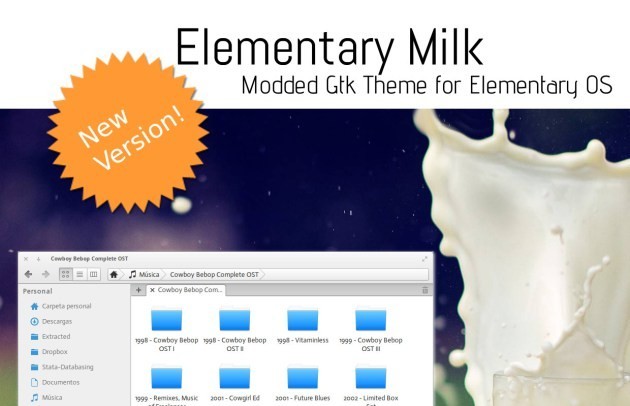 Elementary Milk
Modded Gtk Theme for Elementary OS
New
Version!
Cowboy Bebop Complete OST
Música
Cowboy Bebop Complete OST
Personal
Cowboy Bebop Com...
Carpeta personal
Descargas
Extracted
Dropbox
Stata-Databasing
Documentos
Música
1998 - Cowboy Bebop
OST I
1998 - Cowboy Bebop
OST II
1998 - Vitaminless
1999 - Cowboy Bebop
OST III
1999 - Remixes, Music
2001 - Cowgirl Ed
2001 - Future Blues
2002 - Limited Box